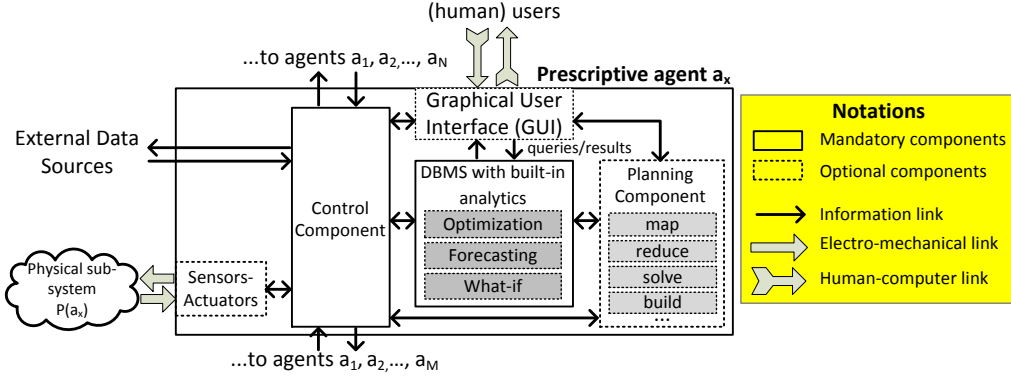 (human) users
...to agents a1, a2,..., aN
Prescriptive agent ax
Graphical User
Interface (GUI)
queries/results
External Data
Sources
Control
Component
DBMS with built-in
analytics
Optimization
Forecasting
What-if
Planning
Component
map
reduce
solve
build
...
Physical sub-
system
P(ax)
Sensors-
Actuators
...to agents a1, a2,..., aM
Notations
Mandatory components
Optional components
Information link
Electro-mechanical link
Human-computer link